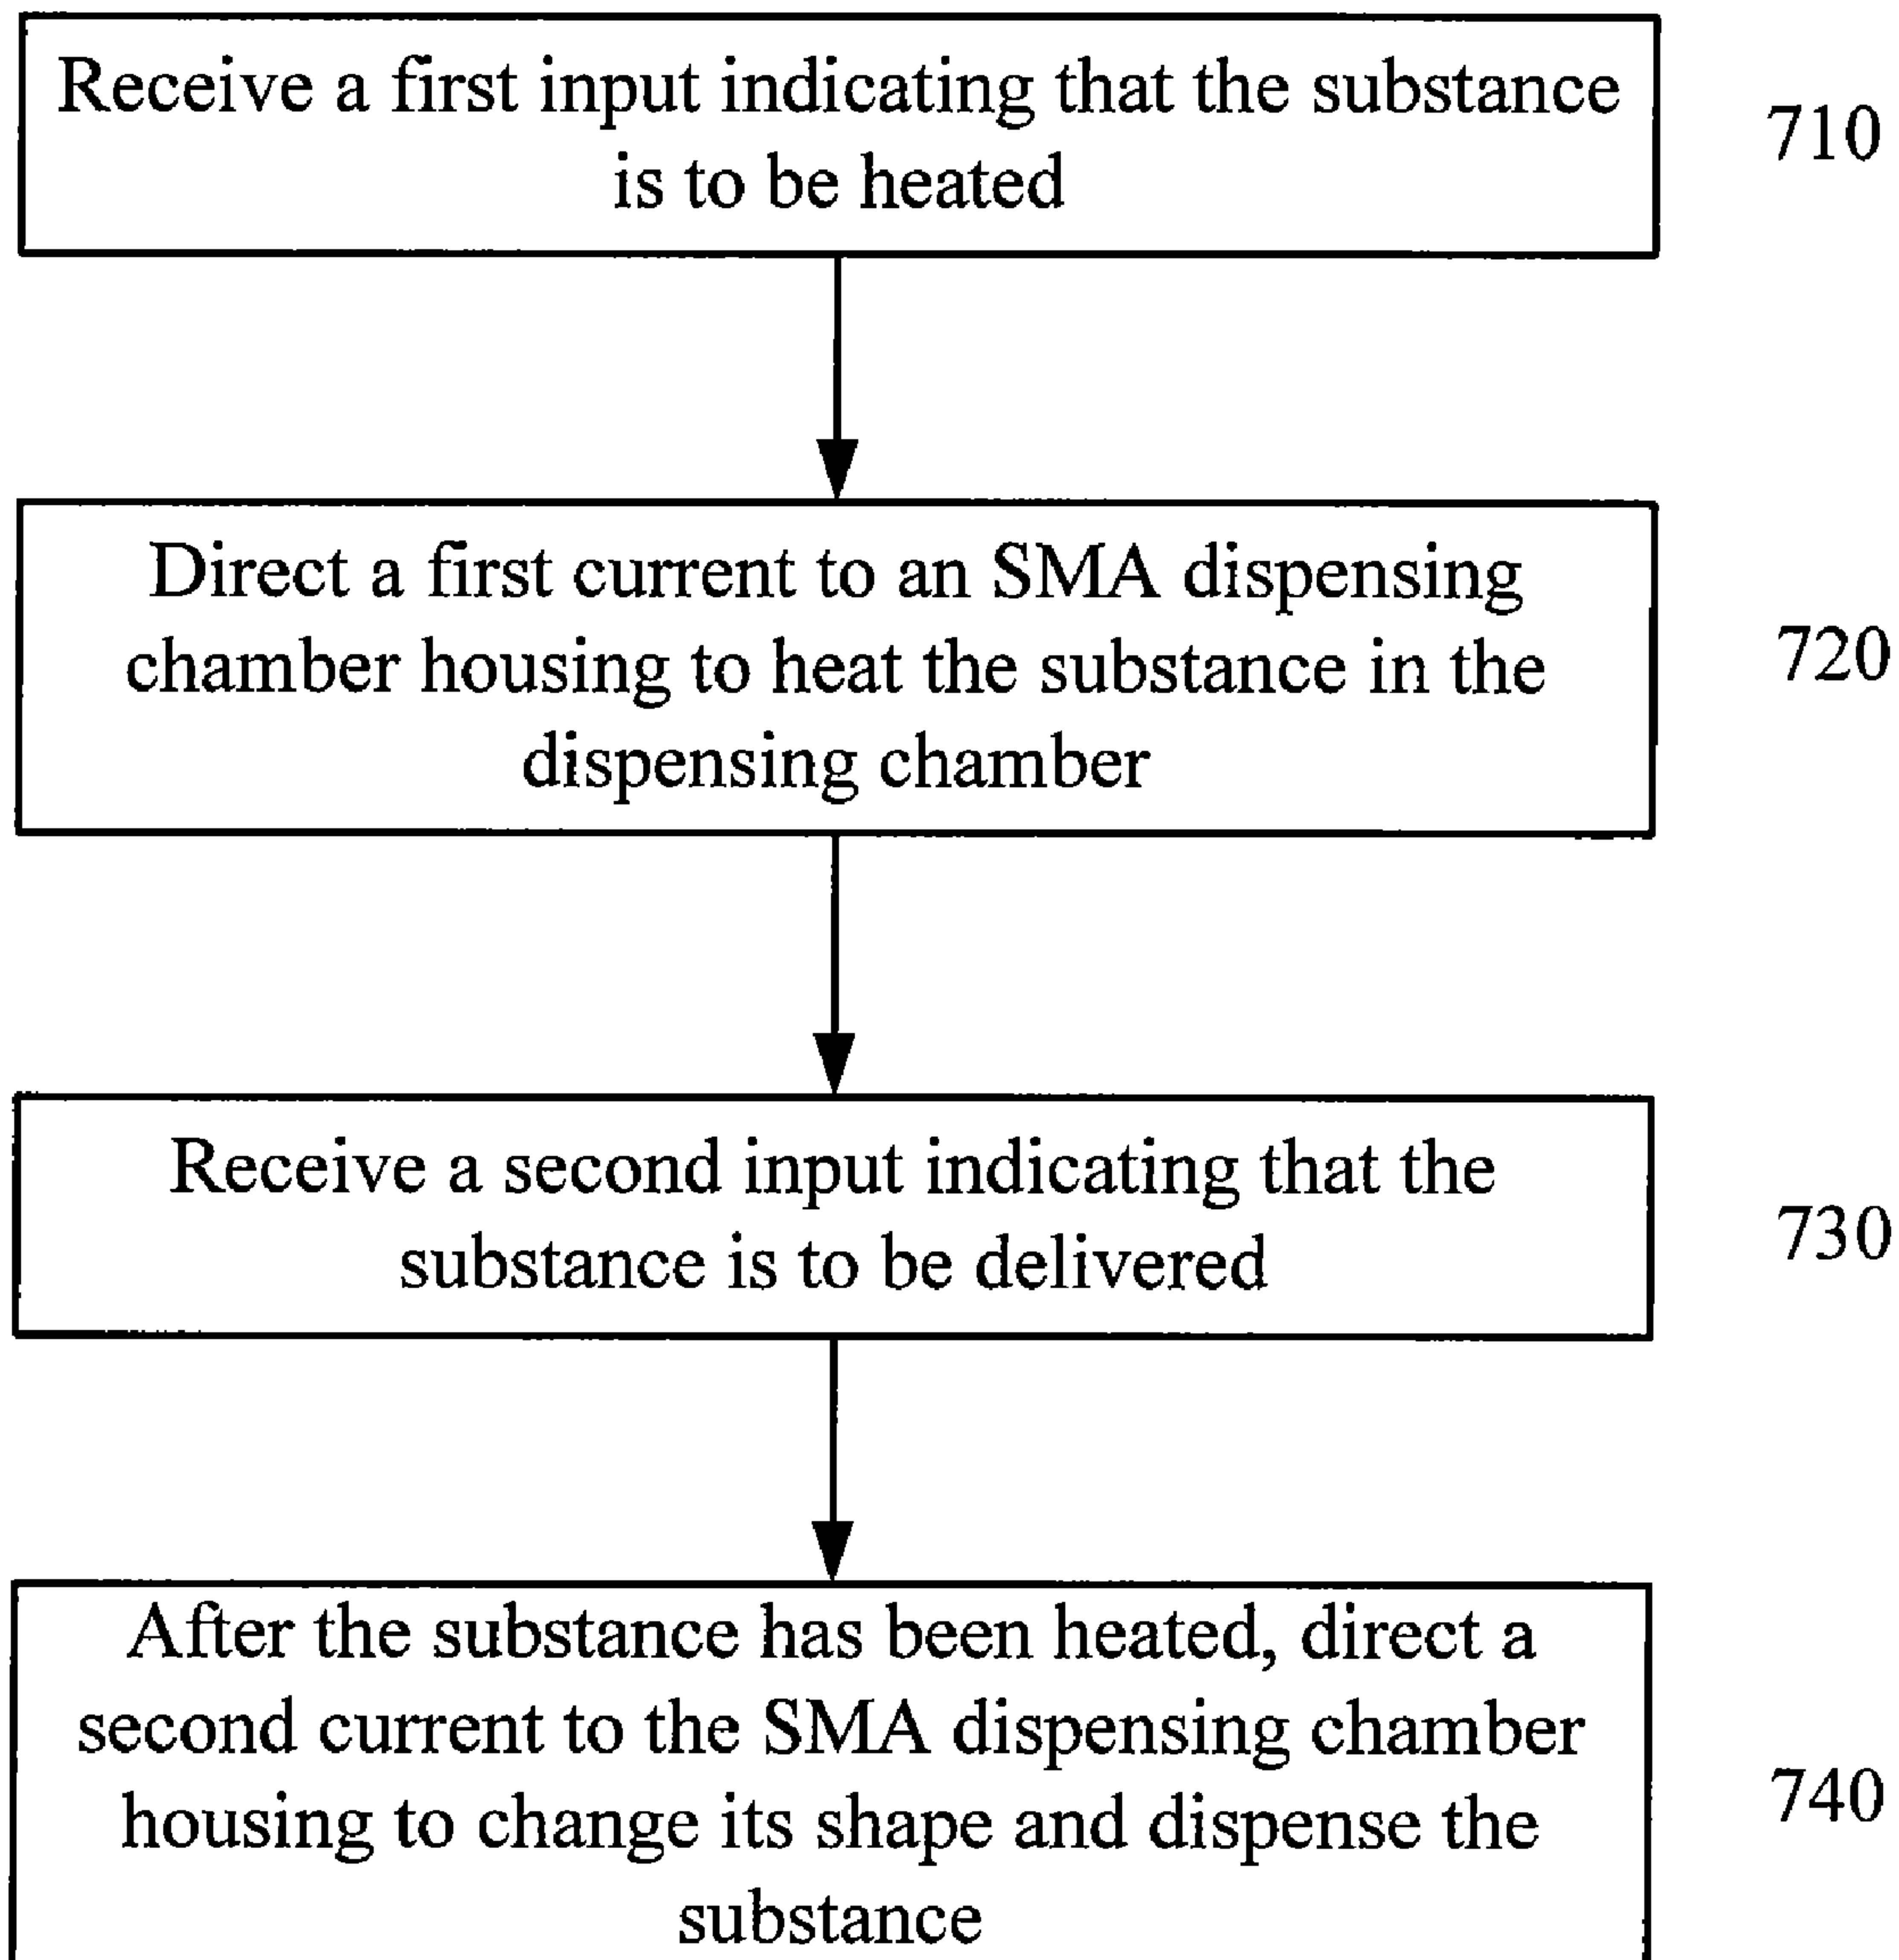 Receive a first input indicating that the substance
is to be heated
710
Direct a first current to an SMA dispensing
chamber housing to heat the substance in the
dispensing chamber
720
Receive a second input indicating that the
substance is to be delivered
730
After the substance has been heated, direct a
second current to the SMA dispensing chamber
housing to change its shape and dispense the
substance
740